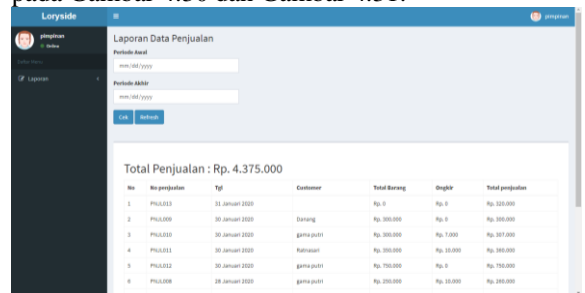 pada Gambar 4.50 dan Gambar 4.51.
Loryside
pimpinan
pimpinan
Online
Daftar Menu
Laporan
Laporan Data Penjualan
Periode Awal
mm/dd/yyyy
Periode Akhir
mm/dd/yyyy
Cek Refresh
Total Penjualan : Rp. 4.375.000
No No penjualan Tgl Customer Total Barang Ongkir Total penjualan
1 PNJL013 31 Januari 2020 Rp. 0 Rp. 0 Rp. 320.000
2 PNJL009 30 Januari 2020 Danang Rp. 300.000 Rp. 0 Rp. 300.000
3 PNJL010 30 Januari 2020 gama putri Rp. 300.000 Rp. 7.000 Rp. 307.000
4 PNJL011 30 Januari 2020 Ratnasari Rp. 350.000 Rp. 10.000 Rp. 360.000
5 PNJL012 30 Januari 2020 gama putri Rp. 750.000 Rp. 0 Rp. 750.000
6 PNJL008 28 Januari 2020 gama putri Rp. 250.000 Rp. 10.000 Rp. 260.000